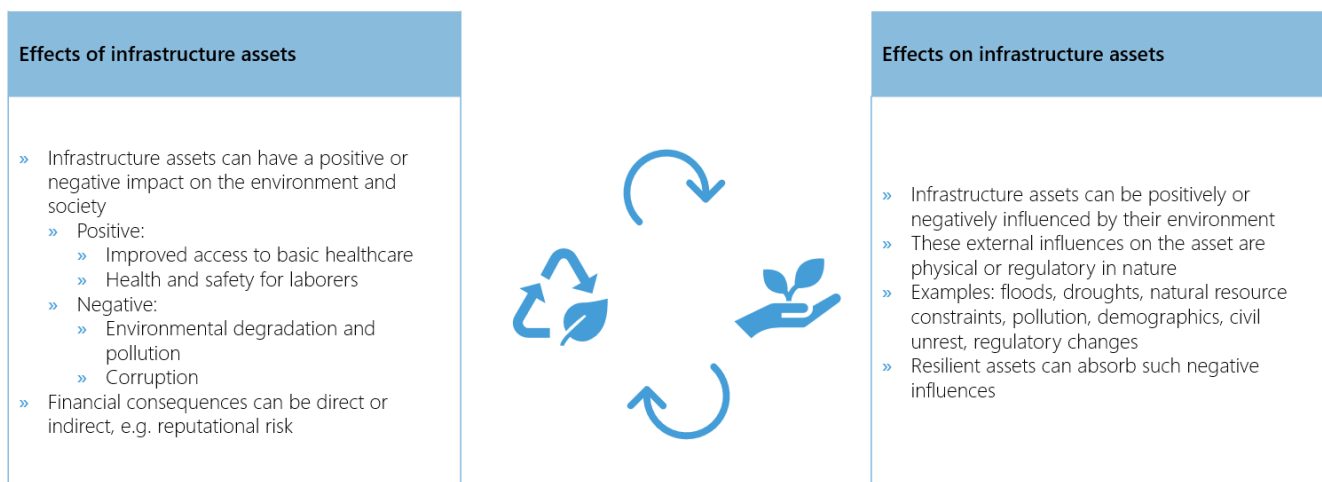 Effects of infrastructure assets
» Infrastructure assets can have a positive or
negative impact on the environment and
society
» Positive:
» Improved access to basic healthcare
» Health and safety for laborers
» Negative:
» Environmental degradation and
pollution
» Corruption
» Financial consequences can be direct or
indirect, e.g. reputational risk
Effects on infrastructure assets
» Infrastructure assets can be positively or
negatively influenced by their environment
» These external influences on the asset are
physical or regulatory in nature
» Examples: floods, droughts, natural resource
constraints, pollution, demographics, civil
unrest, regulatory changes
» Resilient assets can absorb such negative
influences